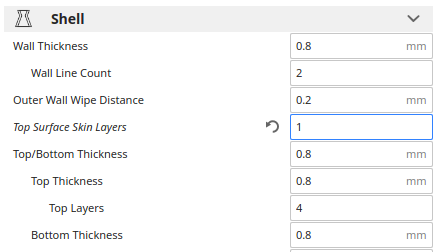 Shell
Wall Thickness 0.8 mm
Wall Line Count 2
Outer Wall Wipe Distance 0.2 mm
Top Surface Skin Layers 1
Top/Bottom Thickness 0.8 mm
Top Thickness 0.8 mm
Top Layers 4
Bottom Thickness 0.8 mm